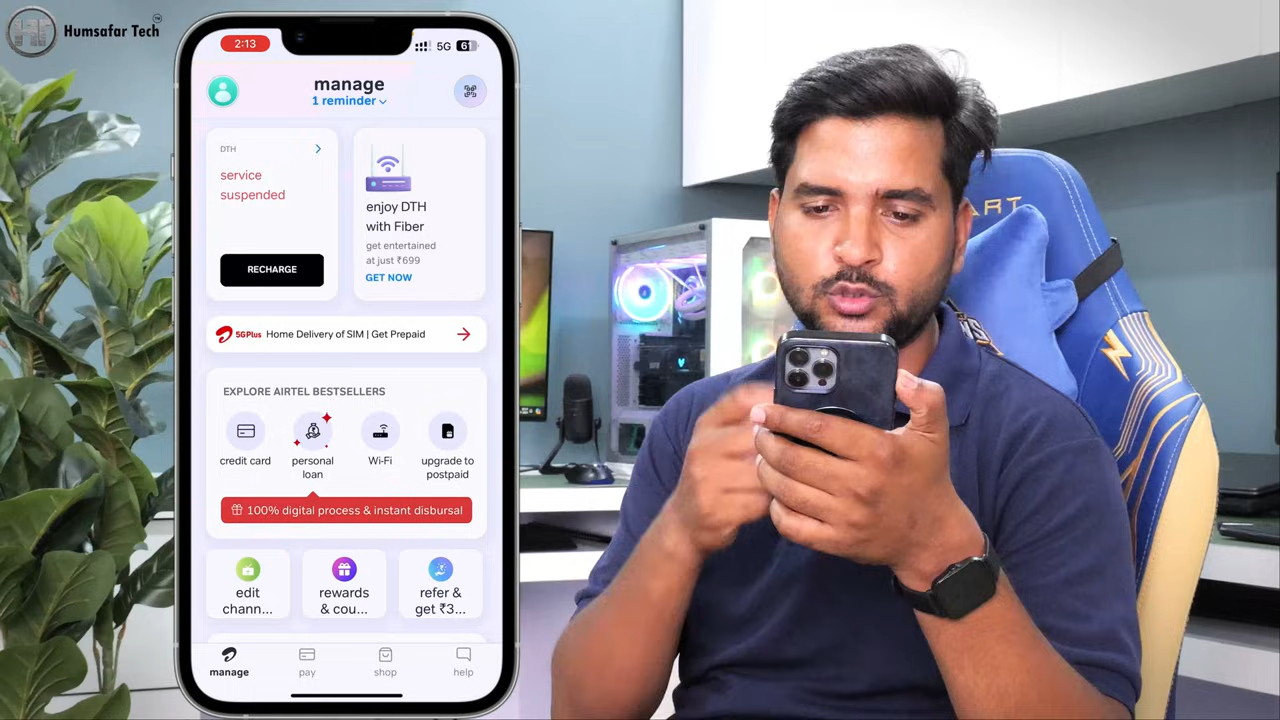 Humsafar Tech
TM
2:13
5G
61
manage
1 reminder
DTH
service
suspended
RECHARGE
enjoy DTH
with Fiber
get entertained
at just ₹699
GET NOW
5G Plus Home Delivery of SIM | Get Prepaid
EXPLORE AIRTEL BESTSELLERS
credit card
personal
loan
Wi-Fi
upgrade to
postpaid
100% digital process & instant disbursal
edit
chann...
rewards
& cou...
refer &
get ₹3...
manage
pay
shop
help
ART